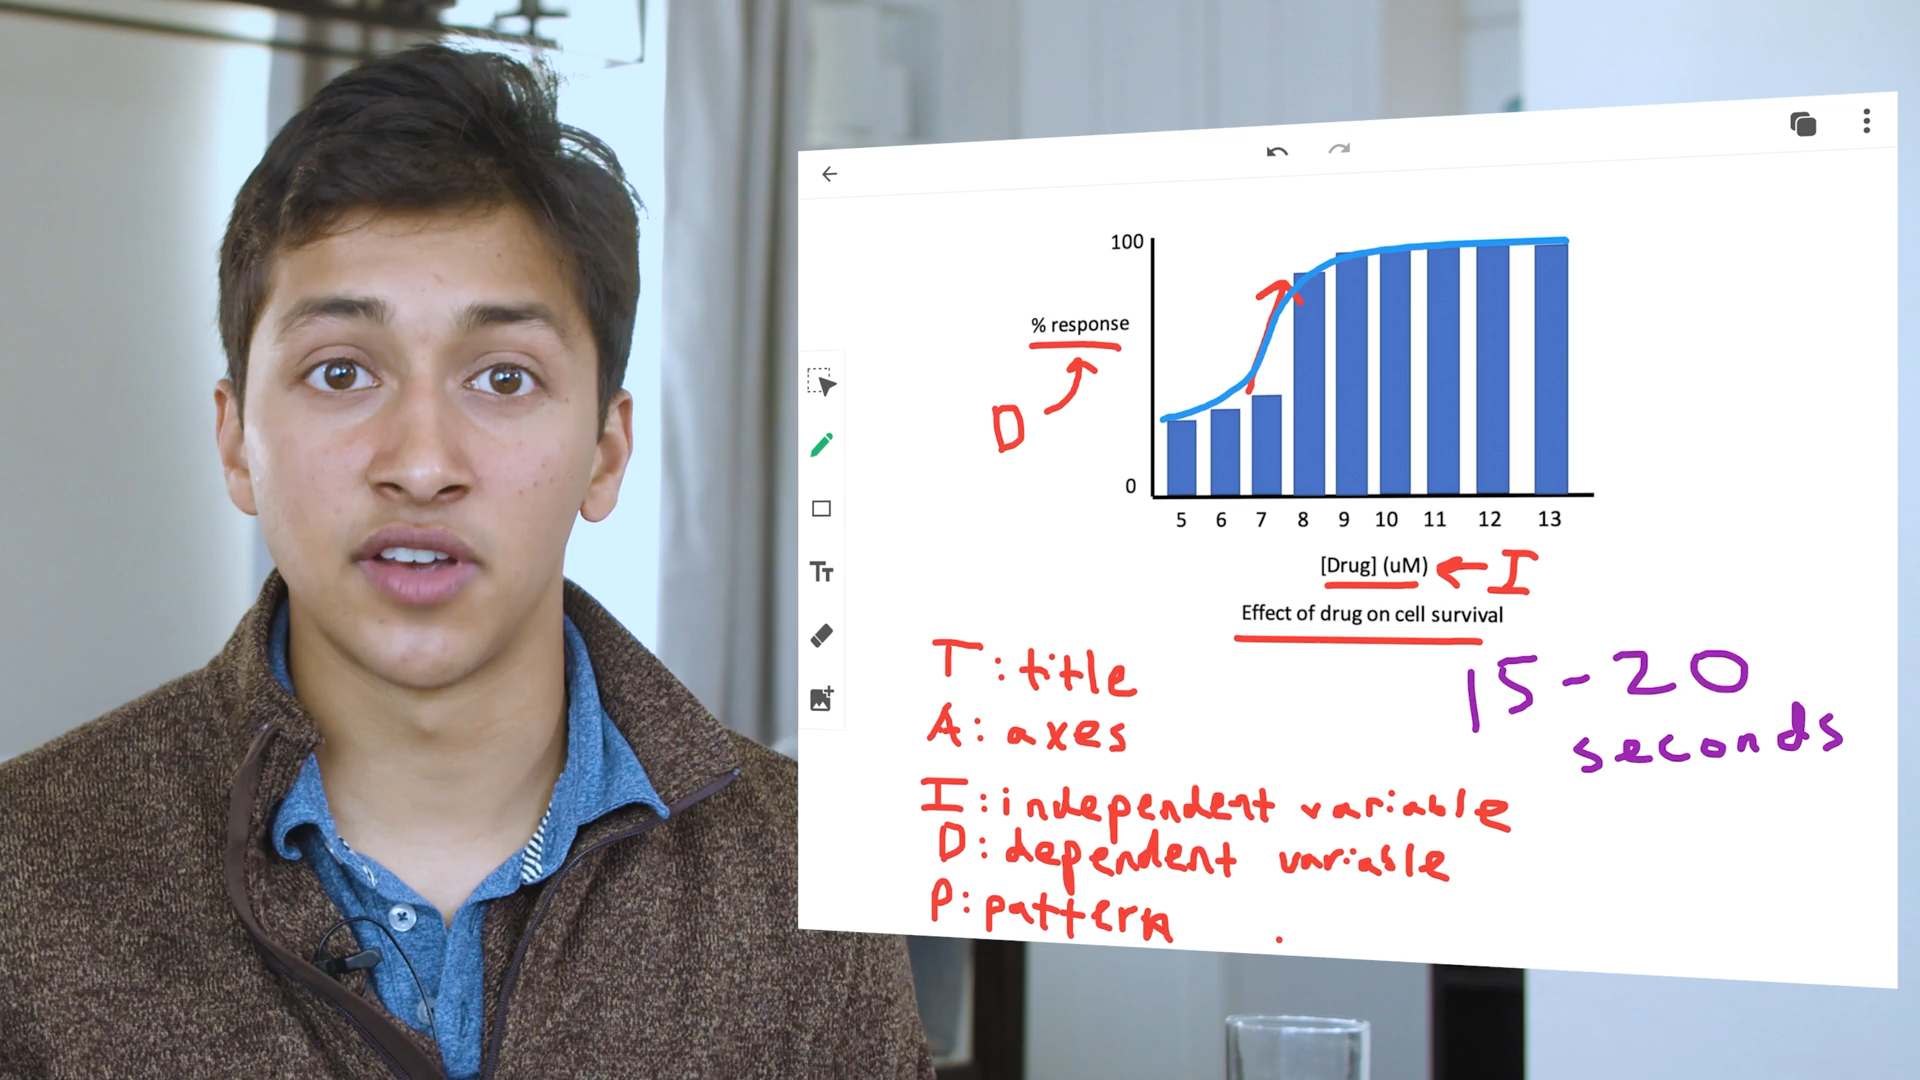 100
% response
D
0
5 6 7 8 9 10 11 12 13
[Drug] (uM) ← I
Effect of drug on cell survival
T: title
A: axes
I: independent variable
D: dependent variable
P: pattern
15-20
seconds
Tт